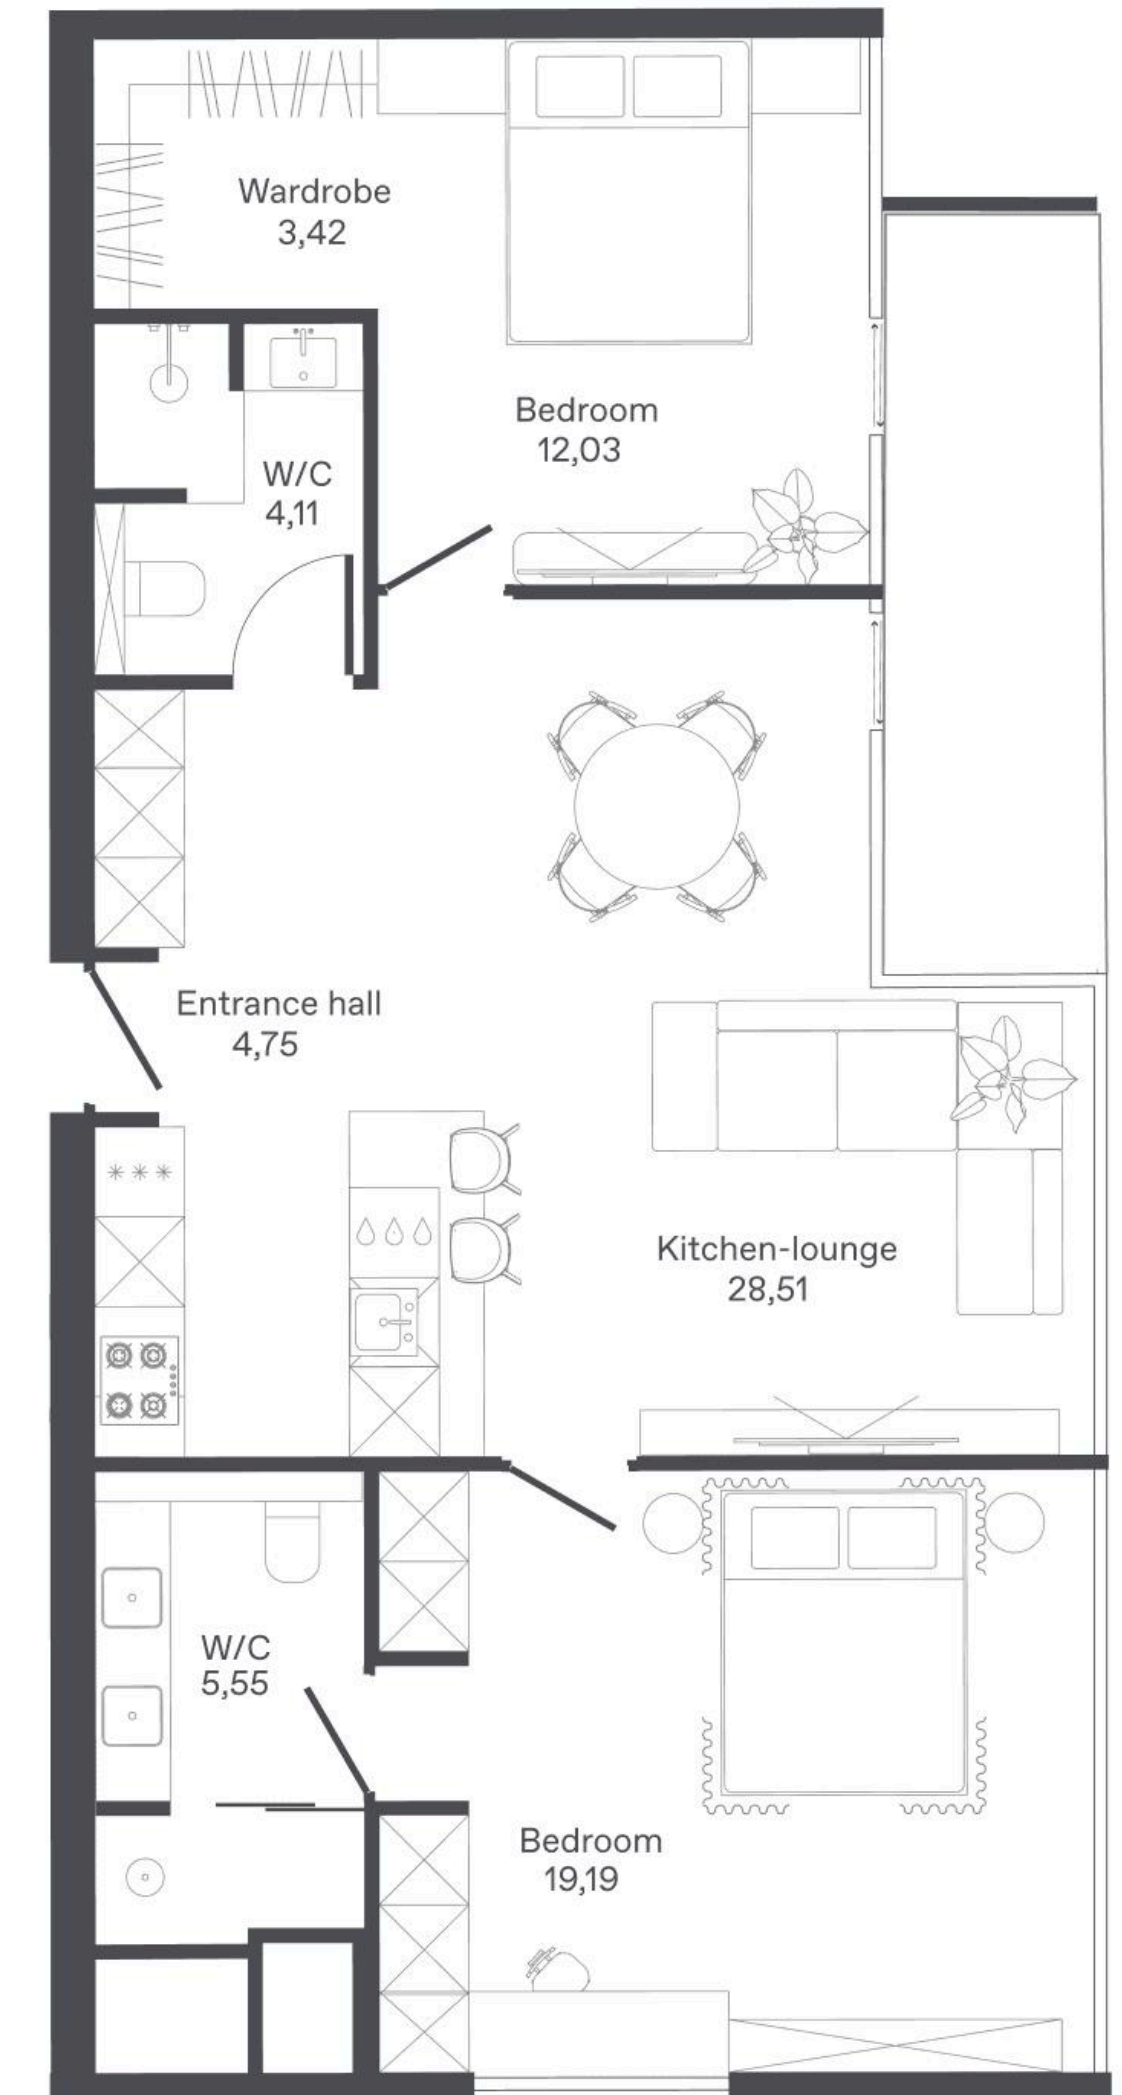 Wardrobe
3,42
Bedroom
12,03
W/C
4,11
Entrance hall
4,75
Kitchen-lounge
28,51
W/C
5,55
Bedroom
19,19